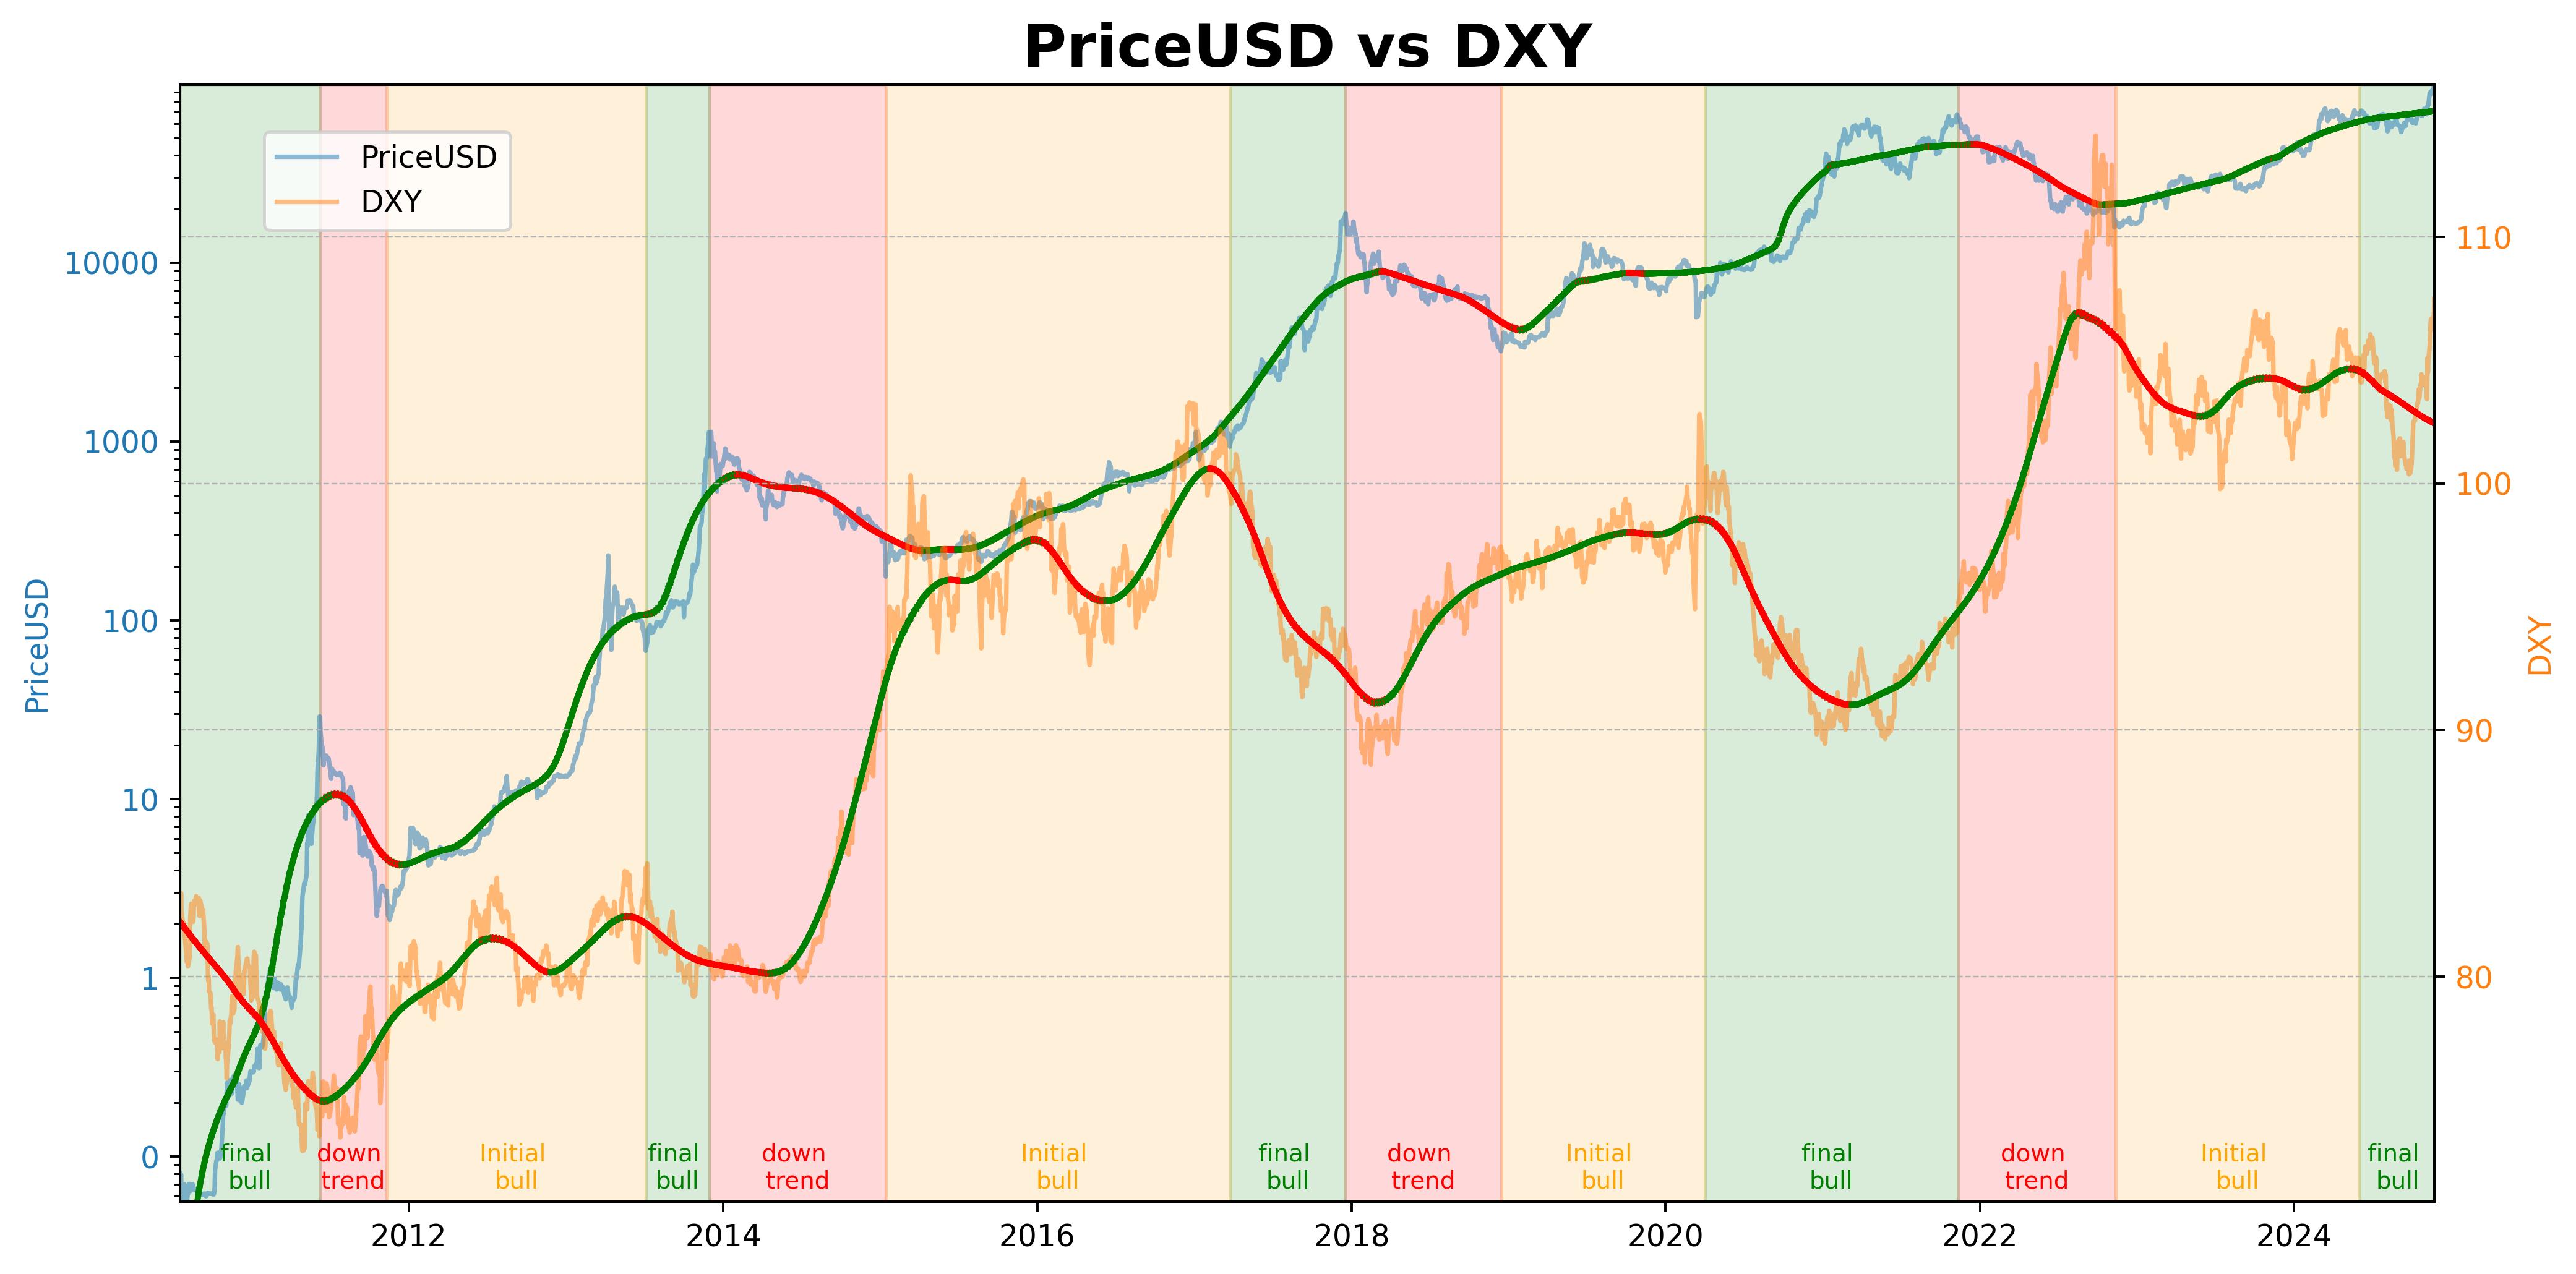 PriceUSD vs DXY
PriceUSD
DXY
10000
1000
100
10
1
0
PriceUSD
110
100
90
80
DXY
final
bull
down
trend
Initial
bull
final
bull
down
trend
Initial
bull
final
bull
down
trend
Initial
bull
final
bull
down
trend
Initial
bull
final
bull
2012
2014
2016
2018
2020
2022
2024